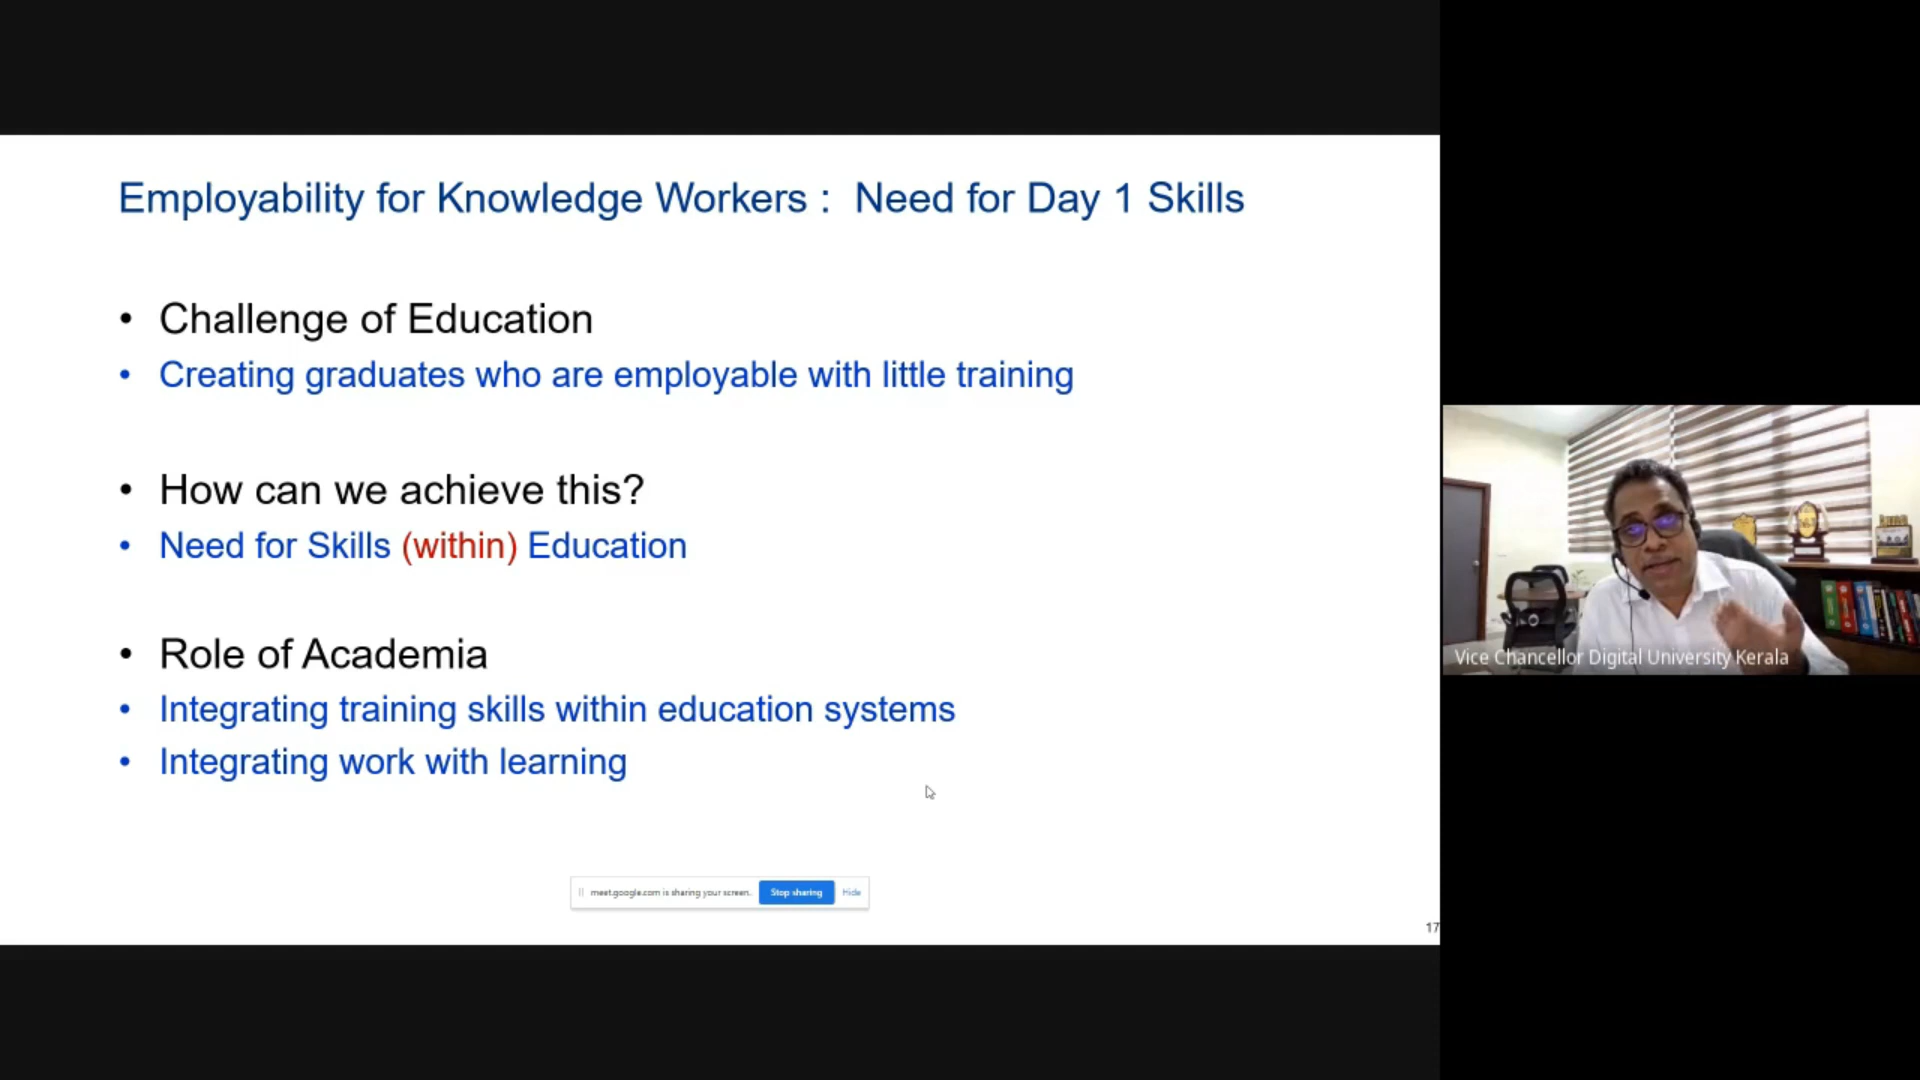 Employability for Knowledge Workers :  Need for Day 1 Skills
• Challenge of Education
• Creating graduates who are employable with little training
• How can we achieve this?
• Need for Skills (within) Education
• Role of Academia
• Integrating training skills within education systems
• Integrating work with learning
meet.google.com is sharing your screen. Stop sharing Hide
17
Vice Chancellor Digital University Kerala